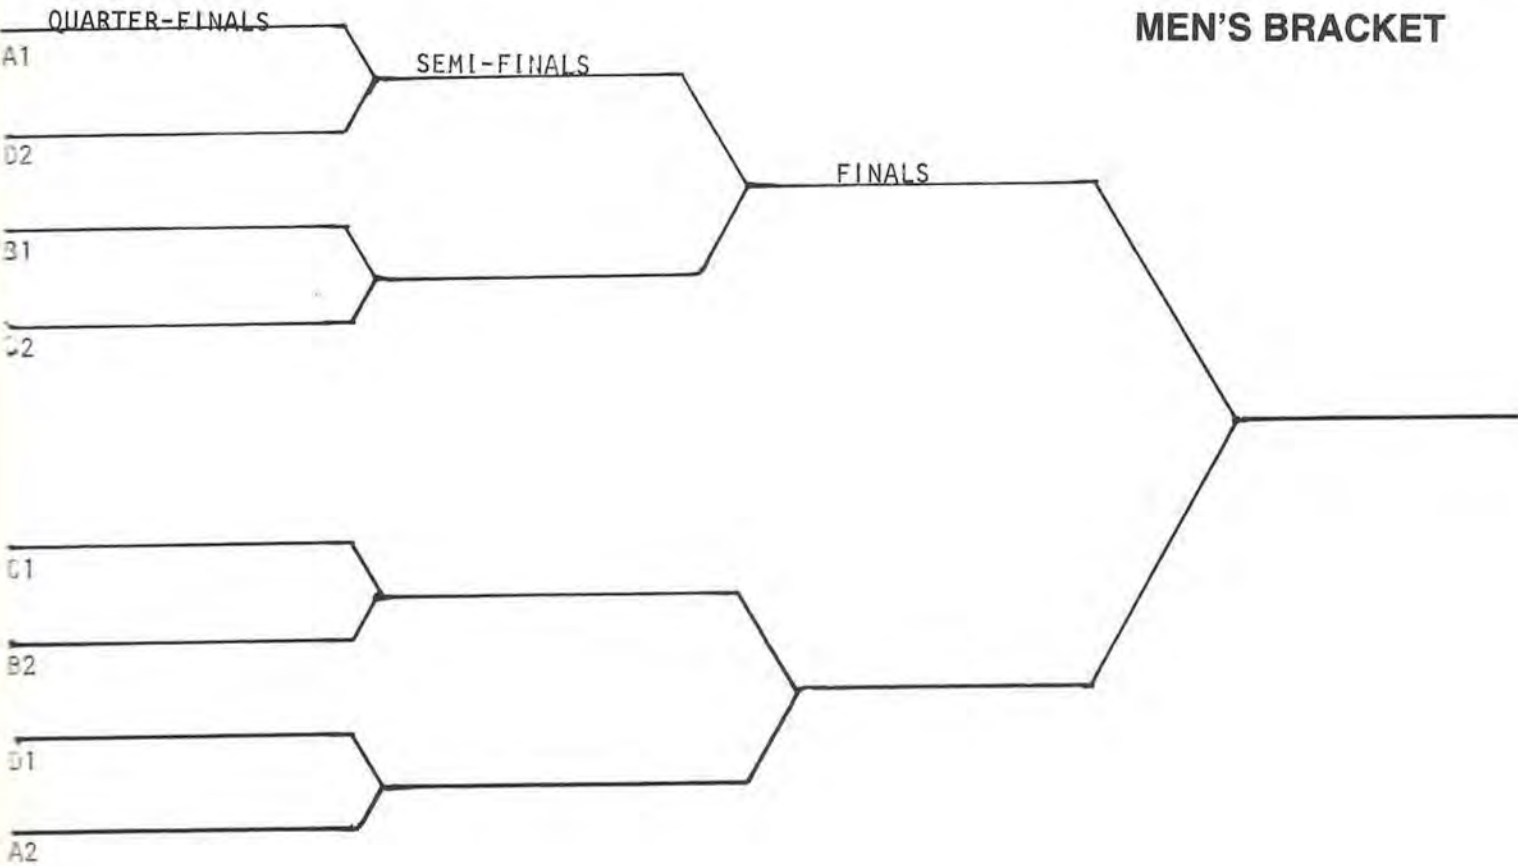 MEN'S BRACKET
QUARTER-FINALS
A1
SEMI-FINALS
D2
FINALS
B1
C2
C1
B2
D1
A2